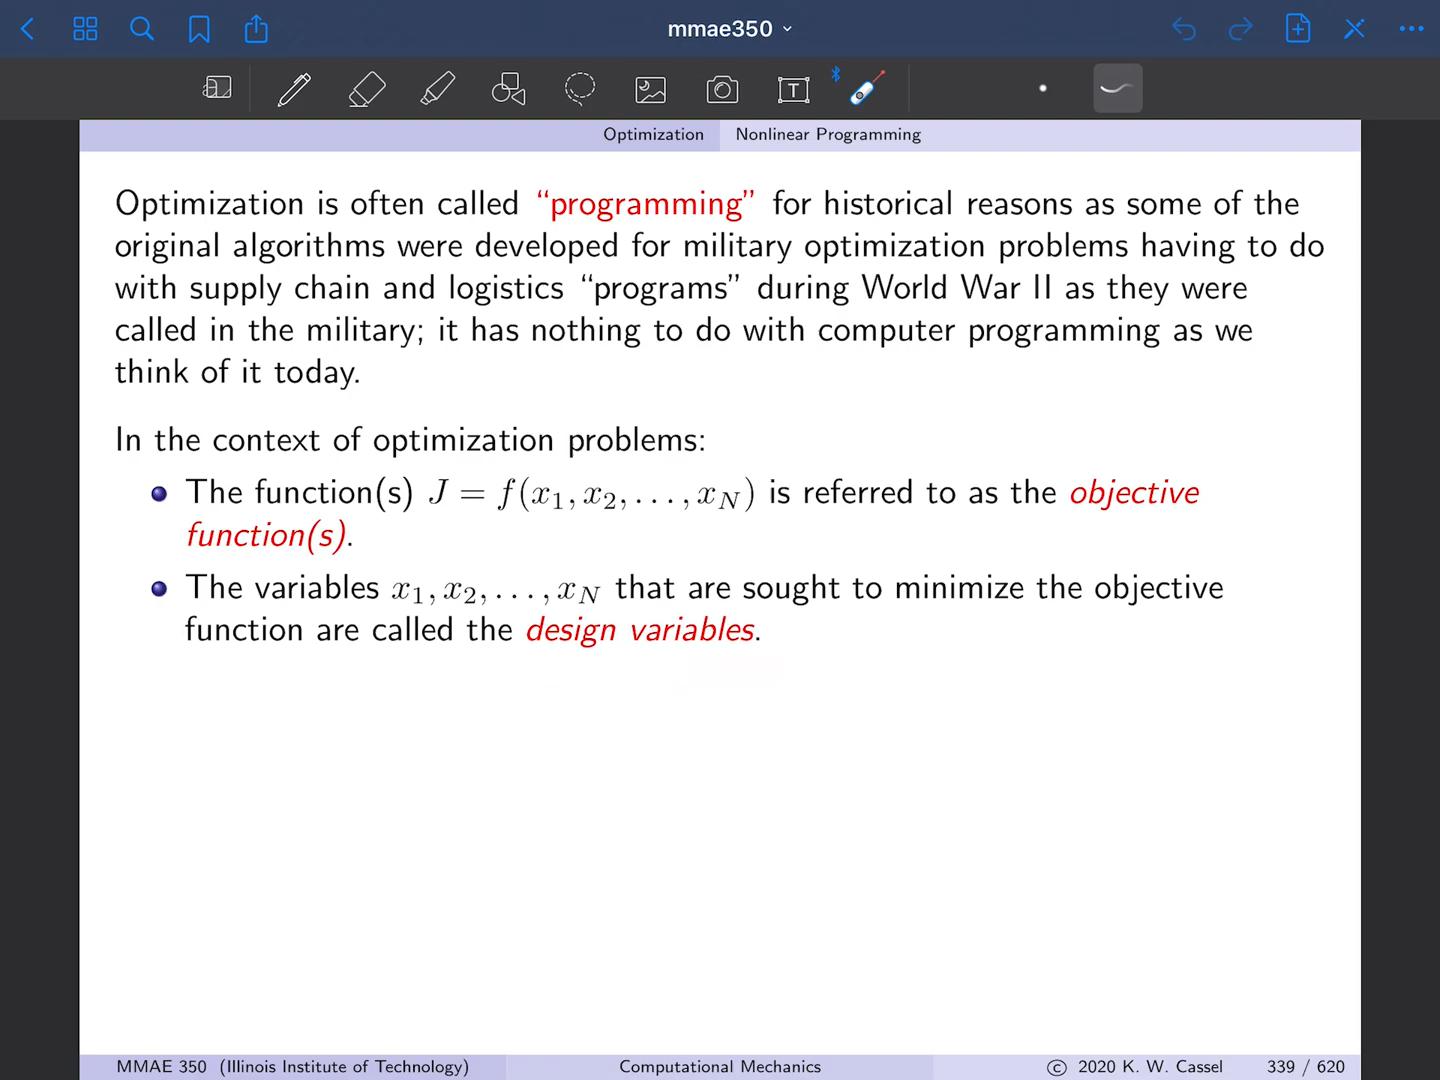 mmae350
T
Optimization Nonlinear Programming
Optimization is often called “programming” for historical reasons as some of the
original algorithms were developed for military optimization problems having to do
with supply chain and logistics “programs” during World War II as they were
called in the military; it has nothing to do with computer programming as we
think of it today.
In the context of optimization problems:
The function(s) J = f(x₁, x₂, . . . , x_N) is referred to as the objective
function(s).
The variables x₁, x₂, . . . , x_N that are sought to minimize the objective
function are called the design variables.
MMAE 350 (Illinois Institute of Technology) Computational Mechanics © 2020 K. W. Cassel 339 / 620